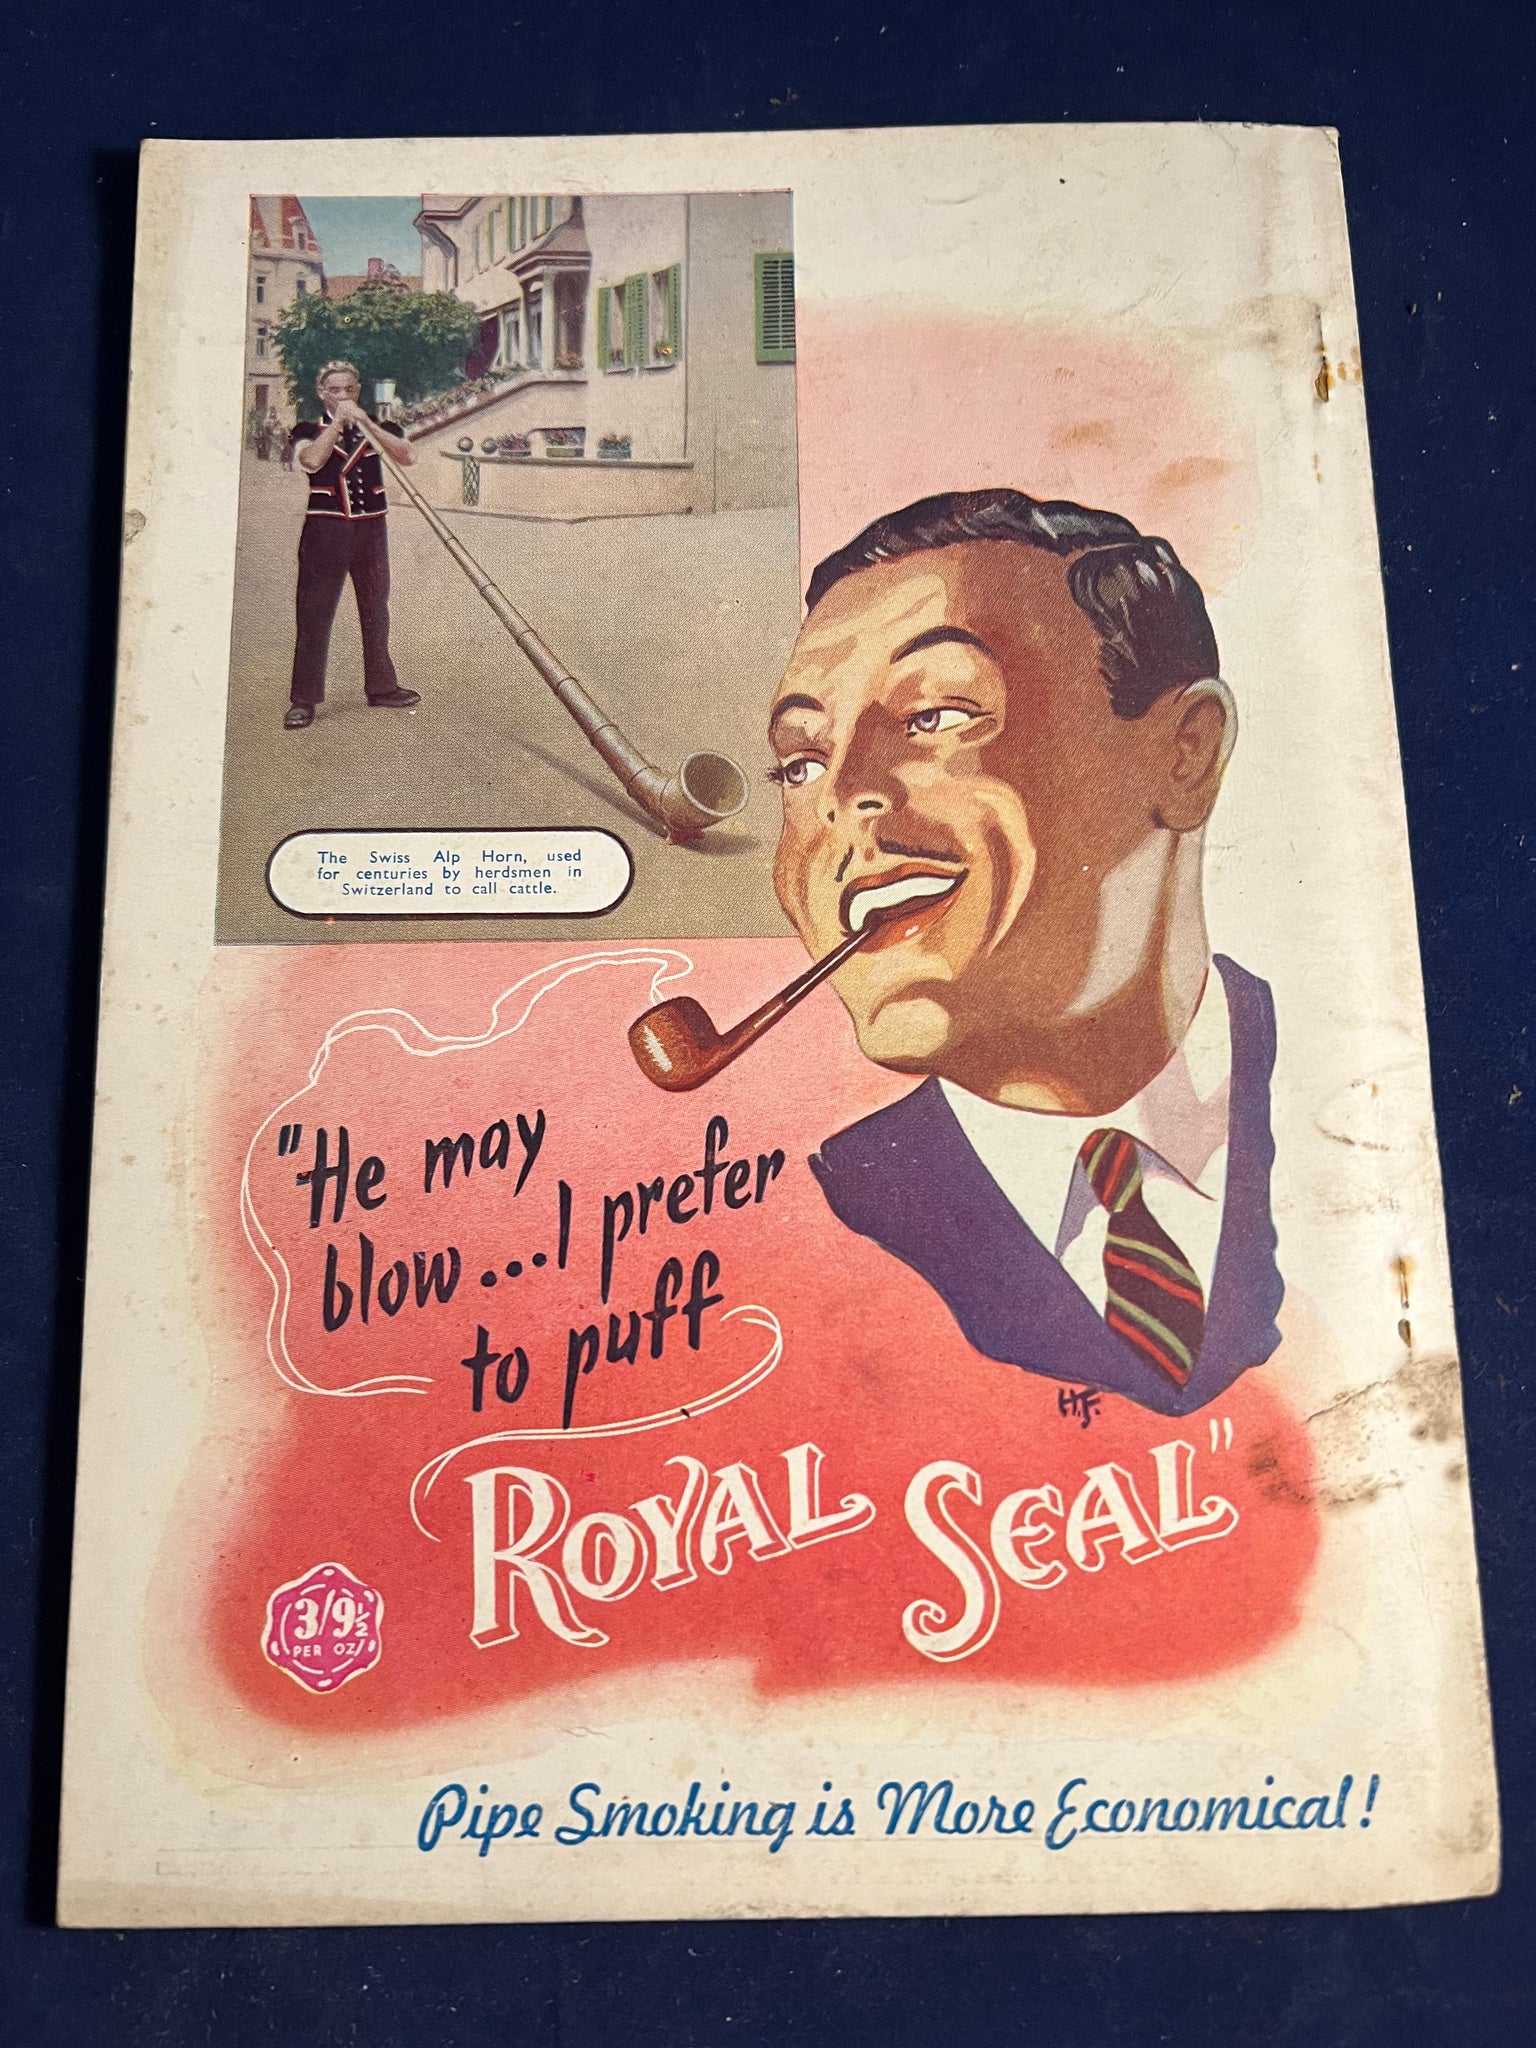 The Swiss Alp Horn, used
for centuries by herdsmen in
Switzerland to call cattle.
"He may
blow...I prefer
to puff
H.F.
ROYAL SEAL"
3/9½
PER OZ
Pipe Smoking is More Economical!